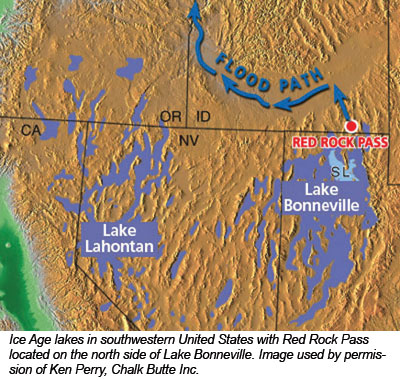 FLOOD PATH
OR ID
CA
NV
RED ROCK PASS
SL
Lake
Bonneville
Lake
Lahontan
Ice Age lakes in southwestern United States with Red Rock Pass
located on the north side of Lake Bonneville. Image used by permis-
sion of Ken Perry, Chalk Butte Inc.